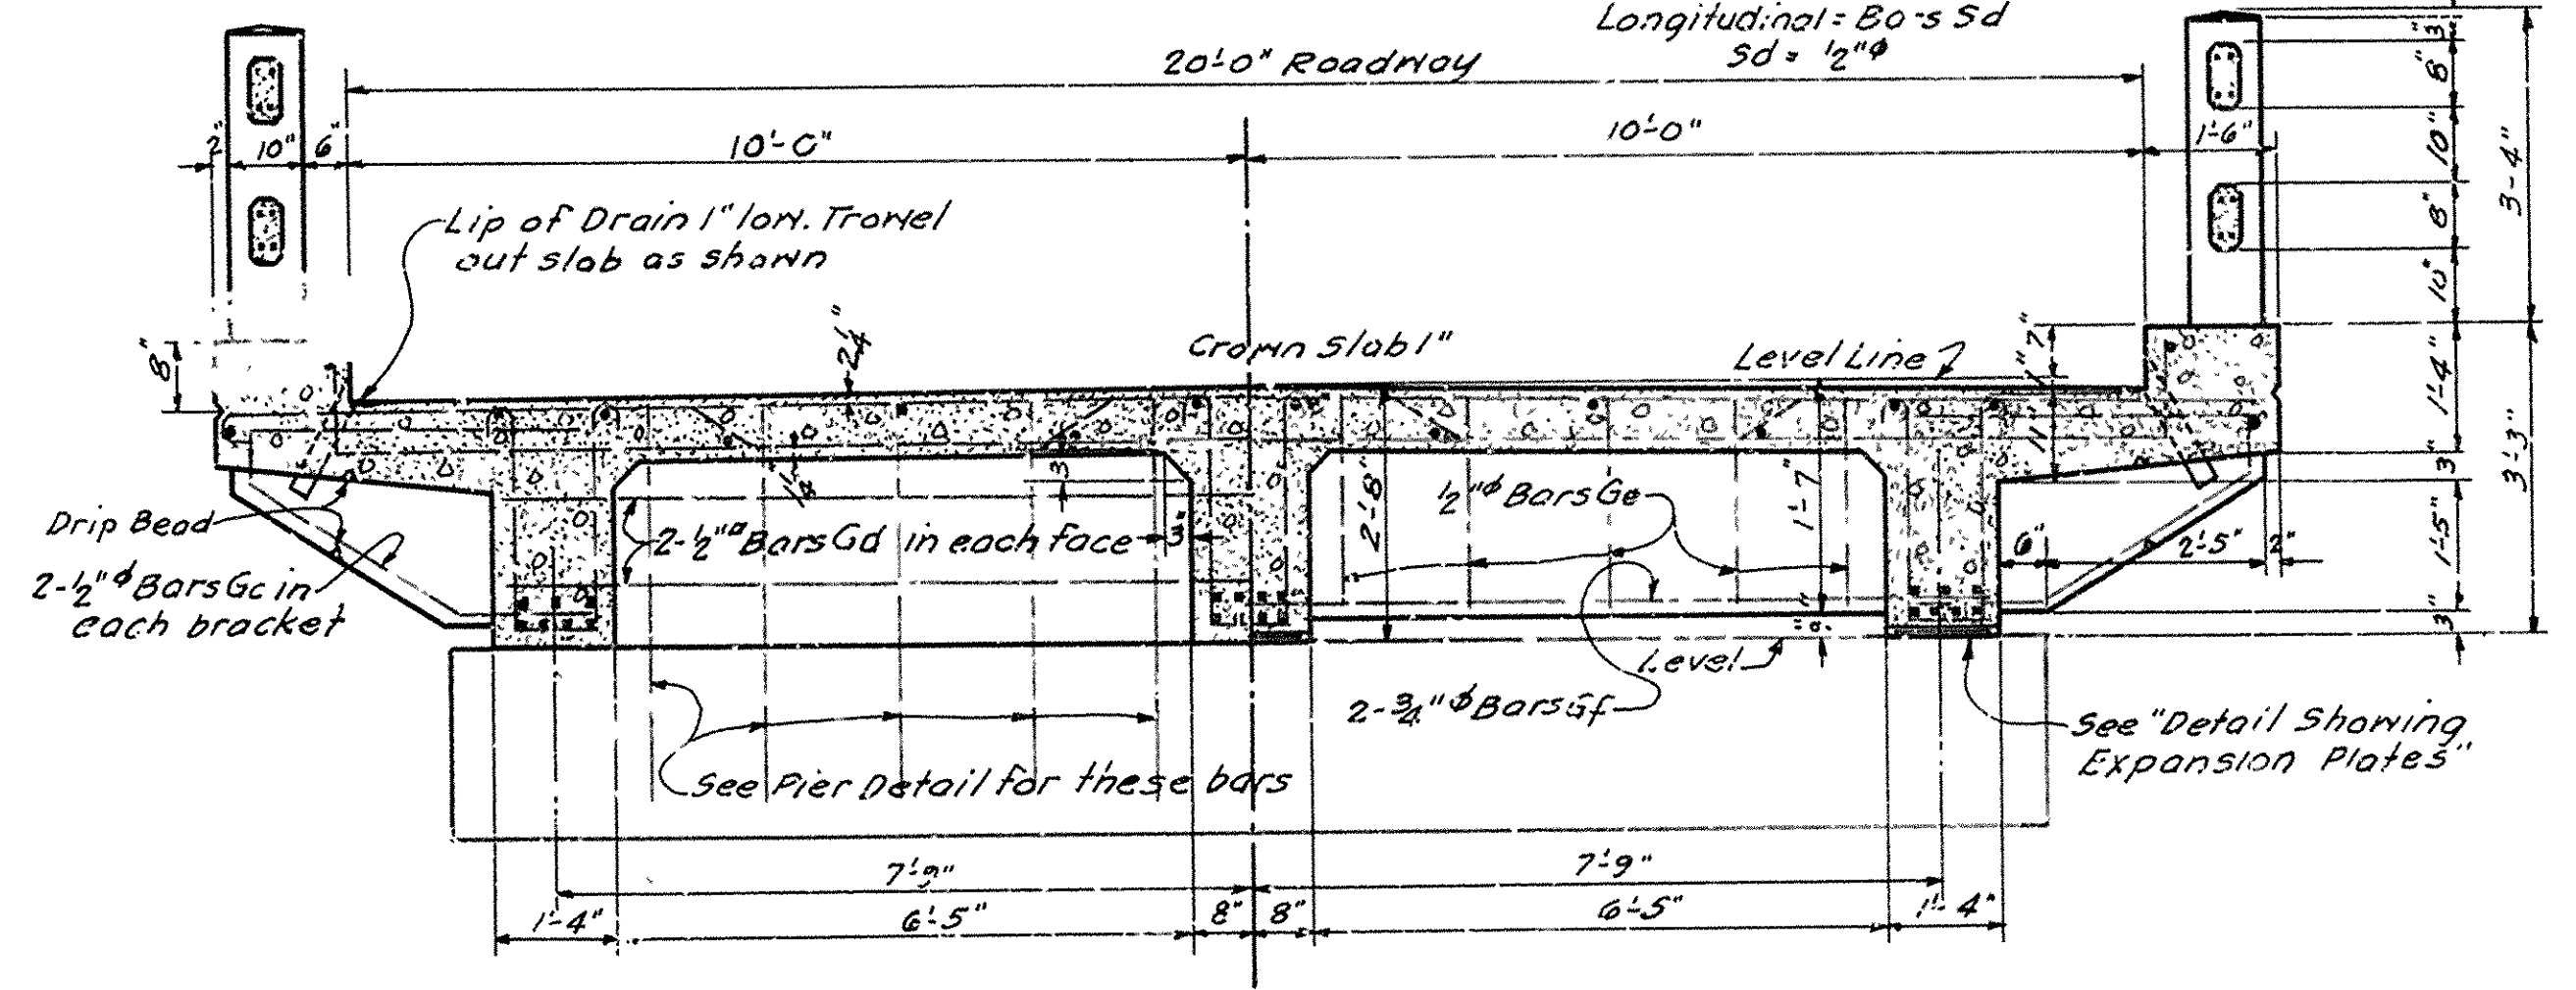 Longitudinal = Ba-s Sd
Sd = ½"ϕ
20'-0" Roadway
2" 10" 6" 10'-0" 10'-0" 1'-6"
3" 8" 10" 8" 10" 3'-4"
Lip of Drain 1" low. Trowel
out slab as shown
8"
2¼"
Crown Slab 1"
Level Line
7"
1"
11"
1'-4"
3"
1'-5"
3"
3'-3"
Drip Bead
2-½"ϕ Bars Gc in
each bracket
3
2-½"□ Bars Gd in each face
3"
2'-8"
½"ϕ Bars Ge
1'-7"
6" 2'-5" 2"
Level
2-¾"ϕ Bars Gf
See Pier Detail for these bars
See "Detail Showing
Expansion Plates"
7'-9" 7'-9"
1'-4" 6'-5" 8" 8" 6'-5" 1'-4"